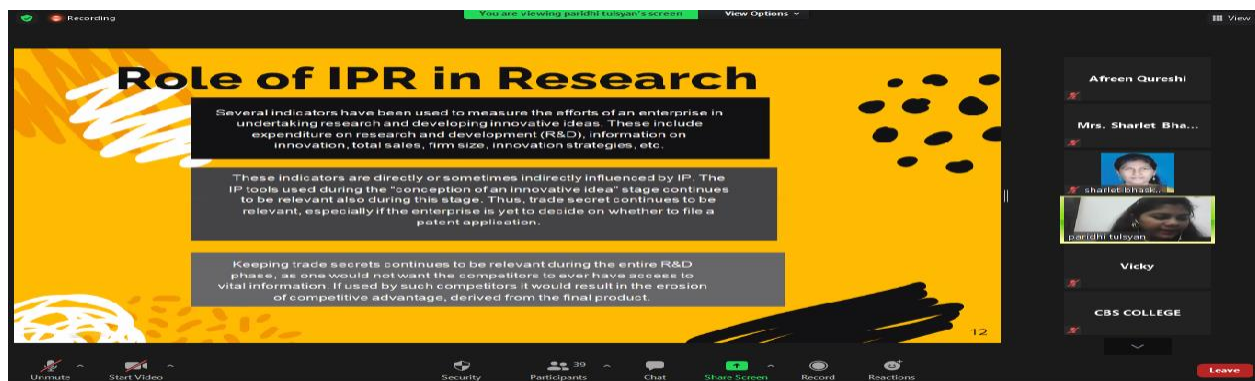 Recording
You are viewing paridhi tulsyan's screen
View Options
View
Role of IPR in Research
Several indicators have been used to measure the efforts of an enterprise in
undertaking research and developing innovative ideas. These include
expenditure on research and development (R&D), information on
innovation, total sales, firm size, innovation strategies, etc.
These indicators are directly or sometimes indirectly influenced by IP. The
IP tools used during the "conception of an innovative idea" stage continues
to be relevant also during this stage. Thus, trade secret continues to be
relevant, especially if the enterprise is yet to decide on whether to file a
patent application.
Keeping trade secrets continues to be relevant during the entire R&D
phase, as one would not want the competitors to ever have access to
vital information. If used by such competitors it would result in the erosion
of competitive advantage, derived from the final product.
12
Afreen Qureshi
Mrs. Sharlet Bha...
sharlet bhask..
paridhi tulsyan
Vicky
CBS COLLEGE
Unmute
Start Video
Security
39
Participants
Chat
Share Screen
Record
Reactions
Leave